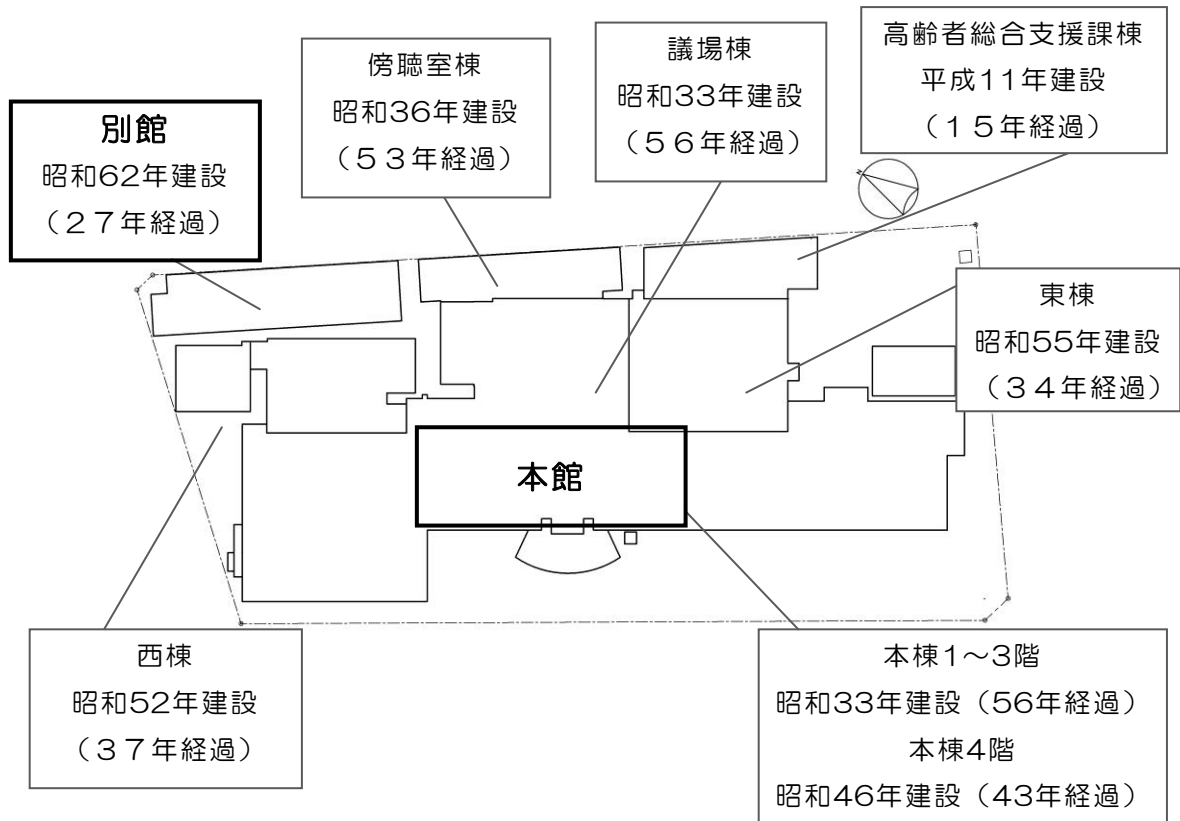 高齢者総合支援課棟
平成11年建設
（１５年経過）
議場棟
昭和33年建設
（５６年経過）
傍聴室棟
昭和36年建設
（５３年経過）
別館
昭和62年建設
（２７年経過）
N
東棟
昭和55年建設
（３４年経過）
本館
西棟
昭和52年建設
（３７年経過）
本棟1～3階
昭和33年建設（56年経過）
本棟4階
昭和46年建設（43年経過）